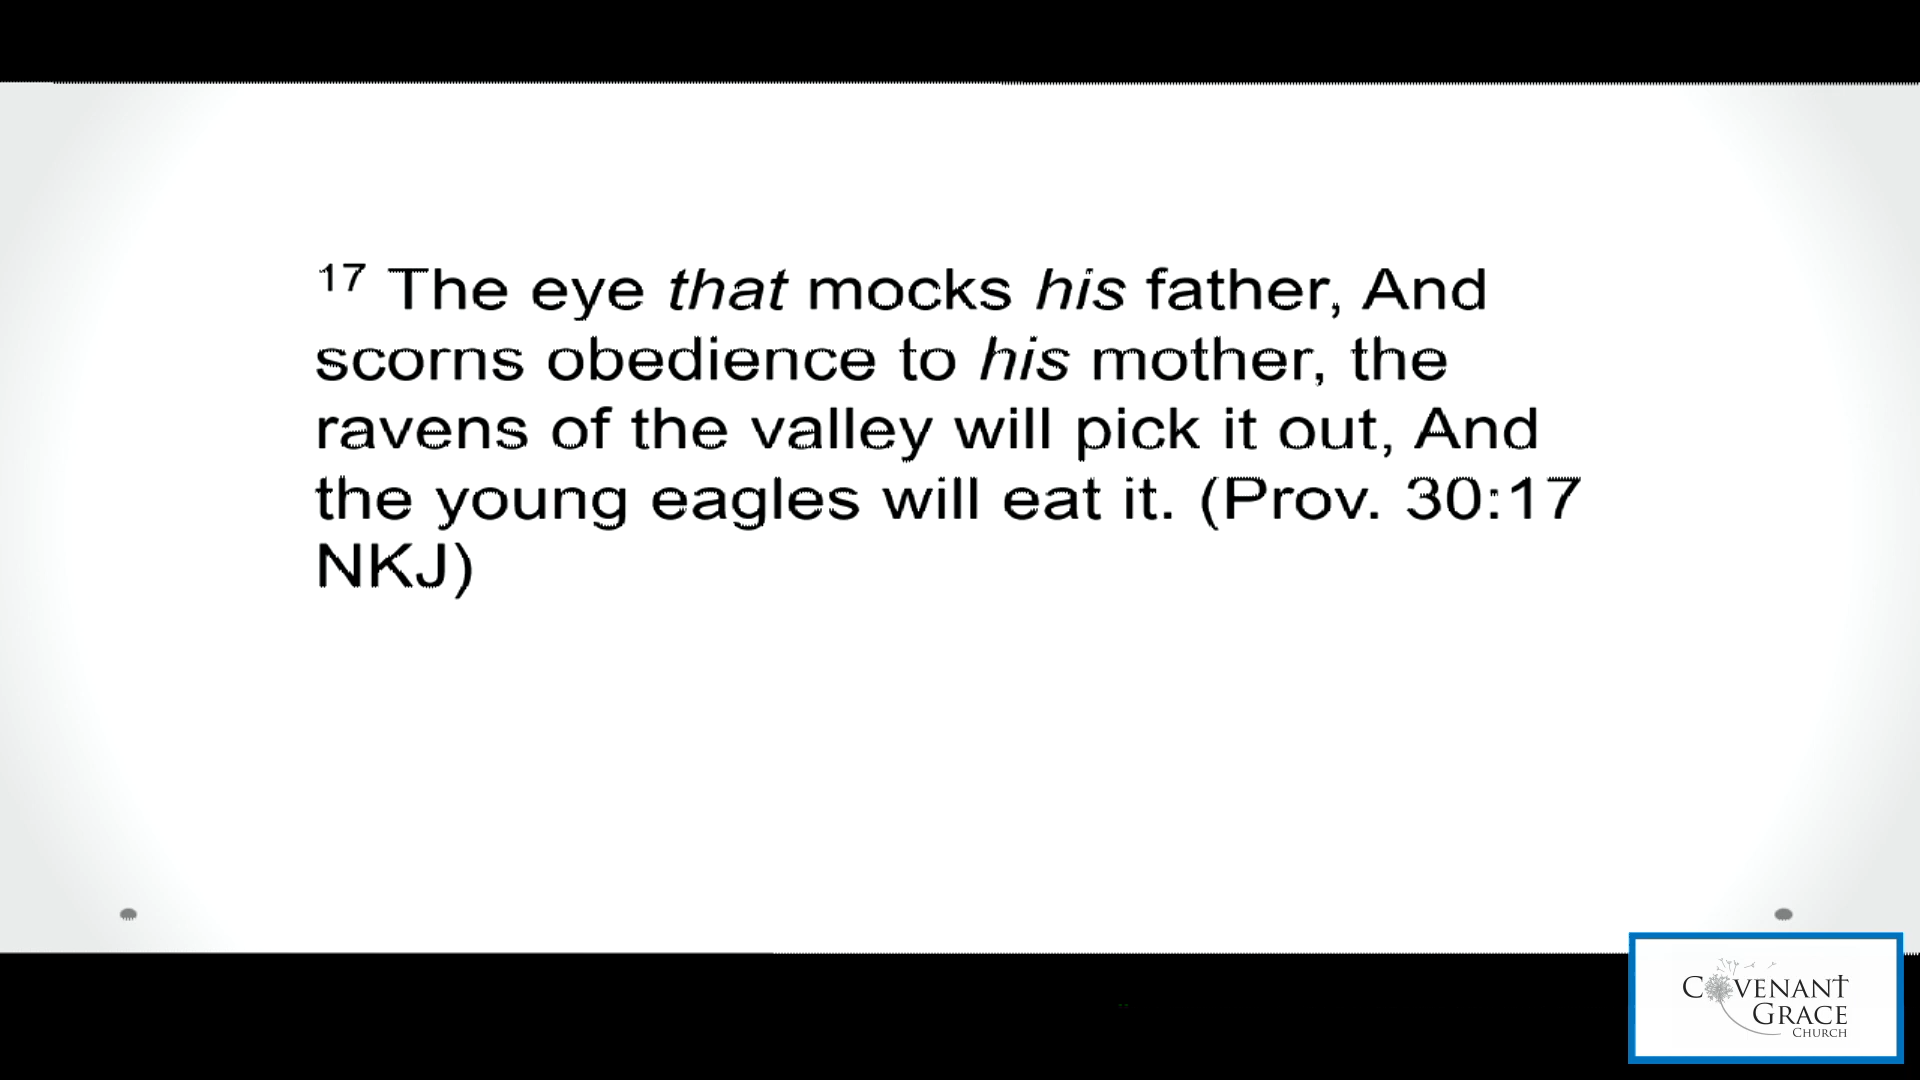 17 The eye that mocks his father, And
scorns obedience to his mother, the
ravens of the valley will pick it out, And
the young eagles will eat it. (Prov. 30:17
NKJ)
COVENANT
GRACE
CHURCH